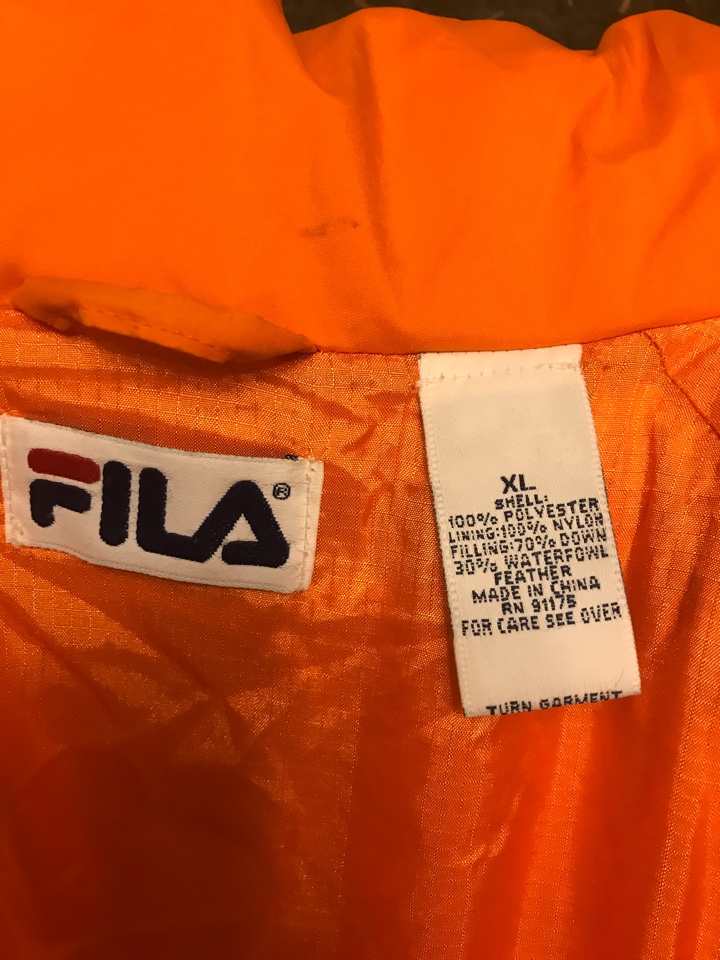 FILA®
XL
SHELL:
100% POLYESTER
LINING:100% NYLON
FILLING:70% DOWN
30% WATERFOWL
FEATHER
MADE IN CHINA
RN 91175
FOR CARE SEE OVER
TURN GARMENT